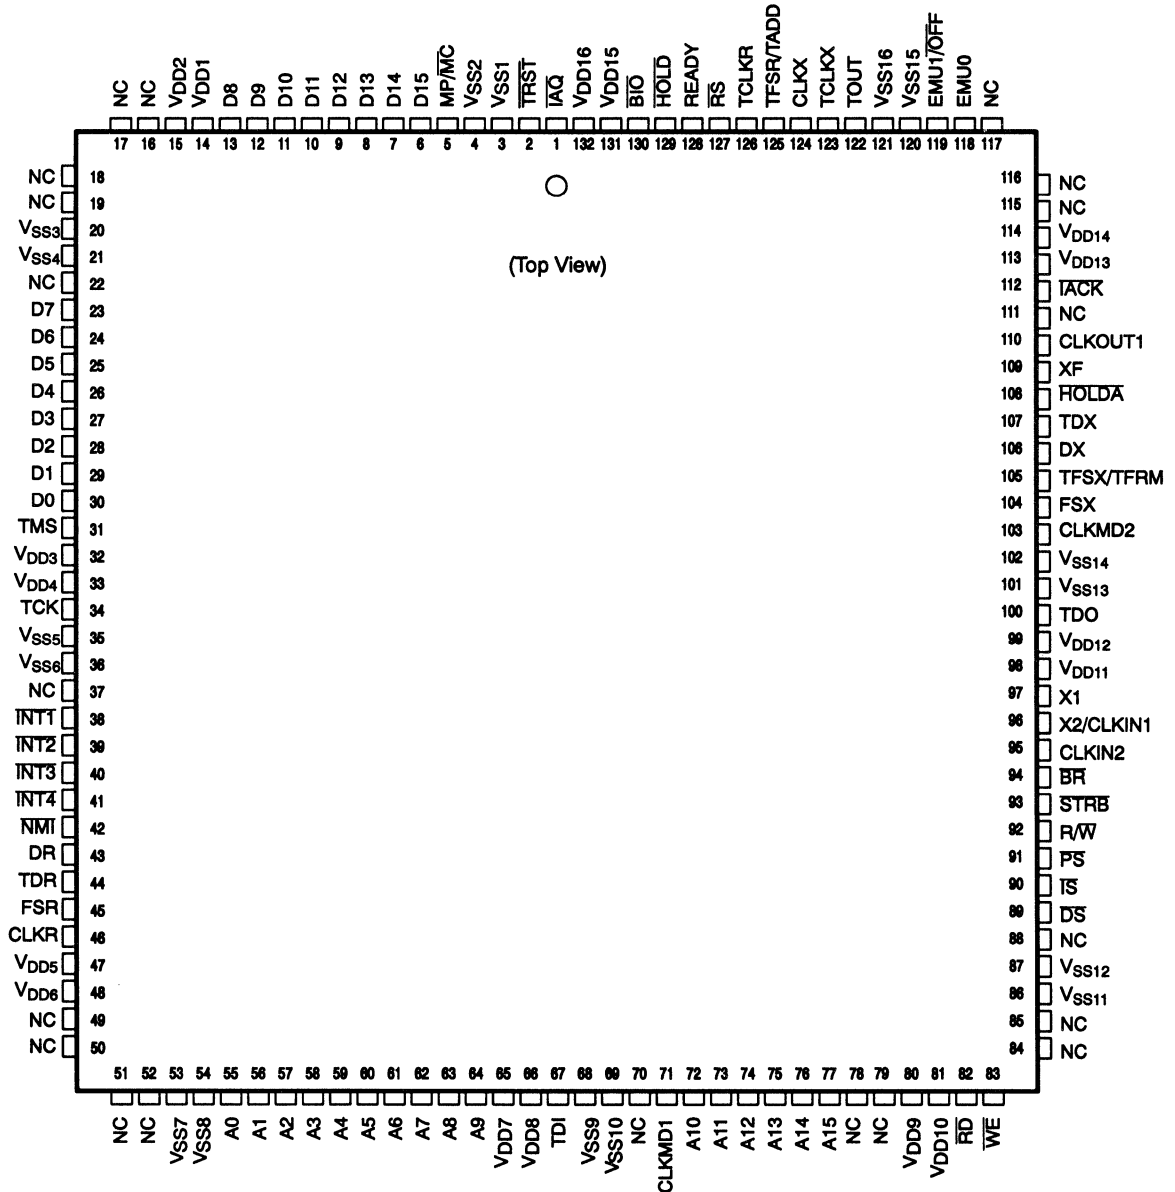 NC NC VDD2 VDD1 D8 D9 D10 D11 D12 D13 D14 D15 MP/MC VSS2 VSS1 TRST IAQ VDD16 VDD15 BIO HOLD READY RS TCLKR TFSR/TADD CLKX TCLKX TOUT VSS16 VSS15 EMU1/OFF EMU0 NC
17 16 15 14 13 12 11 10 9 8 7 6 5 4 3 2 1 132 131 130 129 128 127 126 125 124 123 122 121 120 119 118 117
NC 18 116 NC
NC 19 115 NC
VSS3 20 114 VDD14
VSS4 21 113 VDD13
(Top View)
NC 22 112 IACK
D7 23 111 NC
D6 24 110 CLKOUT1
D5 25 109 XF
D4 26 108 HOLDA
D3 27 107 TDX
D2 28 106 DX
D1 29 105 TFSX/TFRM
D0 30 104 FSX
TMS 31 103 CLKMD2
VDD3 32 102 VSS14
VDD4 33 101 VSS13
TCK 34 100 TDO
VSS5 35 99 VDD12
VSS6 36 98 VDD11
NC 37 97 X1
INT1 38 96 X2/CLKIN1
INT2 39 95 CLKIN2
INT3 40 94 BR
INT4 41 93 STRB
NMI 42 92 R/W
DR 43 91 PS
TDR 44 90 IS
FSR 45 89 DS
CLKR 46 88 NC
VDD5 47 87 VSS12
VDD6 48 86 VSS11
NC 49 85 NC
NC 50 84 NC
51 52 53 54 55 56 57 58 59 60 61 62 63 64 65 66 67 68 69 70 71 72 73 74 75 76 77 78 79 80 81 82 83
NC NC VSS7 VSS8 A0 A1 A2 A3 A4 A5 A6 A7 A8 A9 VDD7 VDD8 TDI VSS9 VSS10 NC CLKMD1 A10 A11 A12 A13 A14 A15 NC NC VDD9 VDD10 RD WE